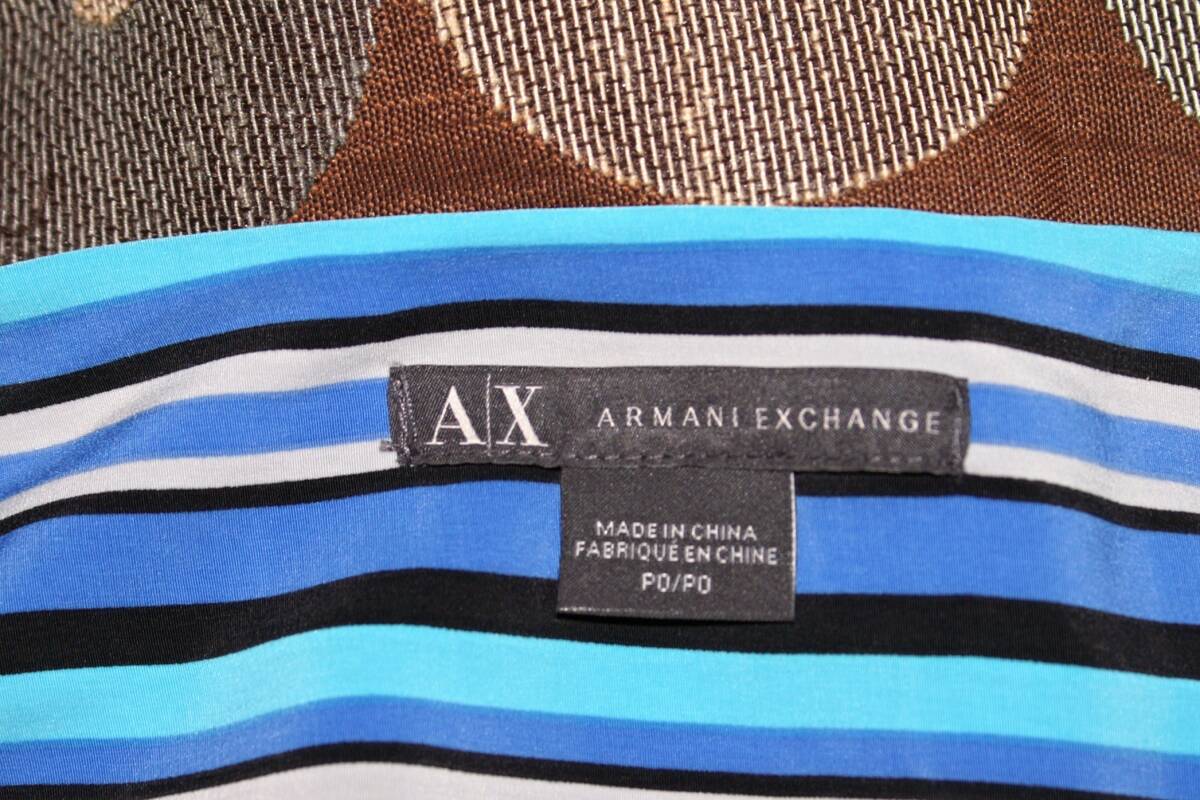 A|X ARMANI EXCHANGE
MADE IN CHINA
FABRIQUÉ EN CHINE
P0/P0